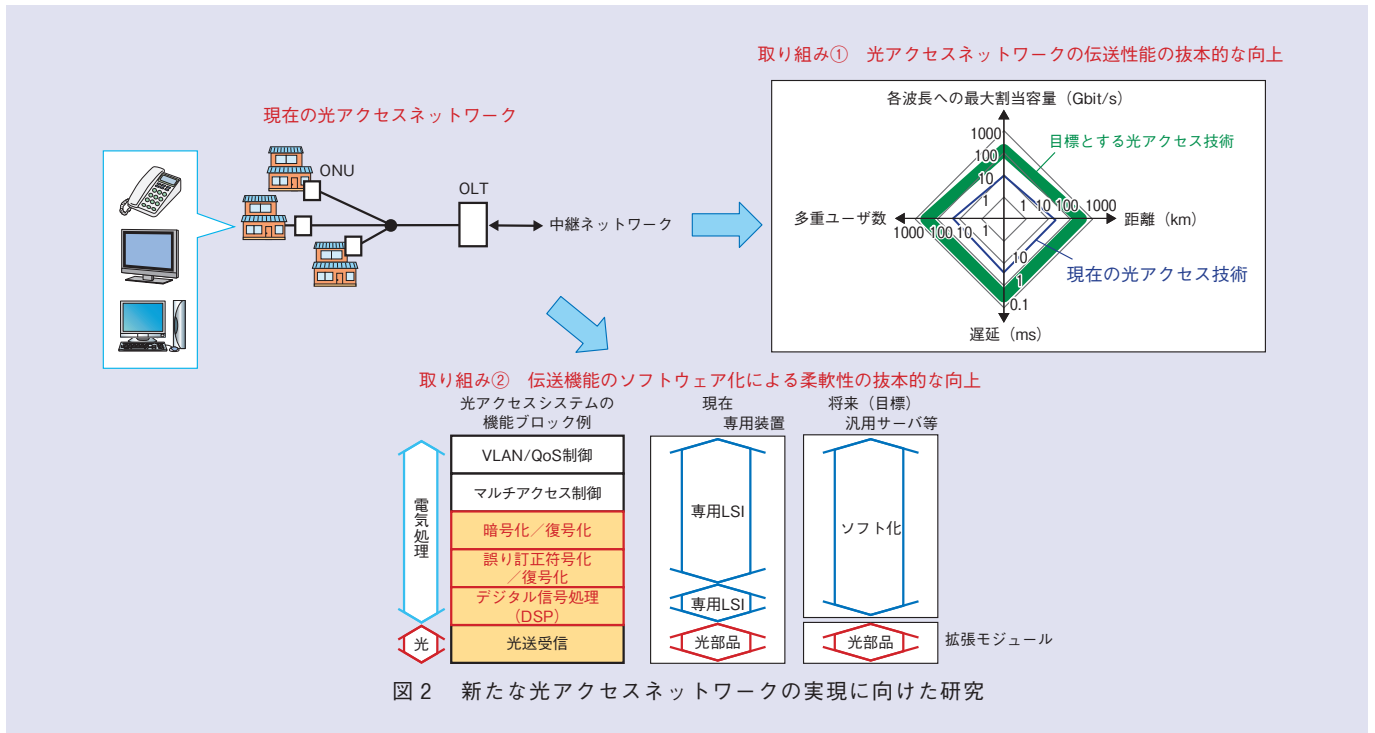 取り組み① 光アクセスネットワークの伝送性能の抜本的な向上
現在の光アクセスネットワーク
ONU
OLT
中継ネットワーク
各波長への最大割当容量（Gbit/s）
目標とする光アクセス技術
1000
100
10
1
多重ユーザ数
1000 100 10 1
1 10 100 1000
距離（km）
10
1
0.1
遅延（ms）
現在の光アクセス技術
取り組み② 伝送機能のソフトウェア化による柔軟性の抜本的な向上
光アクセスシステムの
機能ブロック例
現在
専用装置
将来（目標）
汎用サーバ等
電気処理
VLAN/QoS制御
マルチアクセス制御
暗号化／復号化
誤り訂正符号化
／復号化
デジタル信号処理
（DSP）
光
光送受信
専用LSI
専用LSI
光部品
ソフト化
光部品
拡張モジュール
図2 新たな光アクセスネットワークの実現に向けた研究